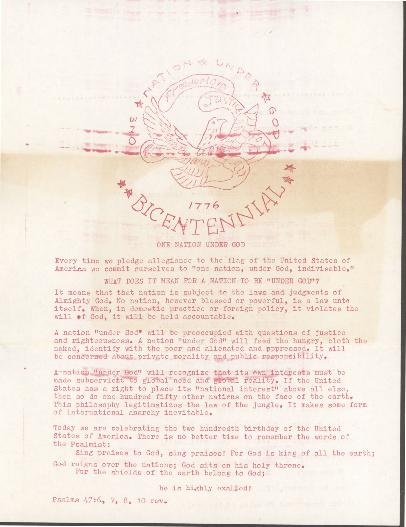 ONE NATION UNDER GOD
Freedom
Justice
1776
BICENTENNIAL
ONE NATION UNDER GOD
Every time we pledge allegiance to the flag of the United States of
America we commit ourselves to "one nation, under God, indivisable,"
WHAT DOES IT MEAN FOR A NATION TO BE "UNDER GOD"?
It means that that nation is subject to the laws and judgments of
Almighty God. No nation, however blessed or powerful, is a law unto
itself. When, in domestic practice or foreign policy, it violates the
will of God, it will be held accountable.
A nation "under God" will be preoccupied with questions of justice
and righteousness. A nation "under God" will feed the hungry, cloth the
naked, identify with the poor and alienated and oppressed. It will
be concerned about private morality and public responsibility.
A nation "under God" will recognize that its own interests must be
made subservient to global need and global reality. If the United
States has a right to place its "national interest" above all else,
then so do one hundred fifty other nations on the face of the earth.
This philosophy legitimatizes the law of the jungle. It makes some form
of international anarchy inevitable.
Today we are celebrating the two hundredth birthday of the United
States of America. There is no better time to remember the words of
the Psalmist:
Sing praises to God, sing praises! For God is king of all the earth;
God reigns over the nations; God sits on his holy throne.
For the shields of the earth belong to God;
he is highly exalted!
Psalms 47:6, 7, 8, 10 rev.